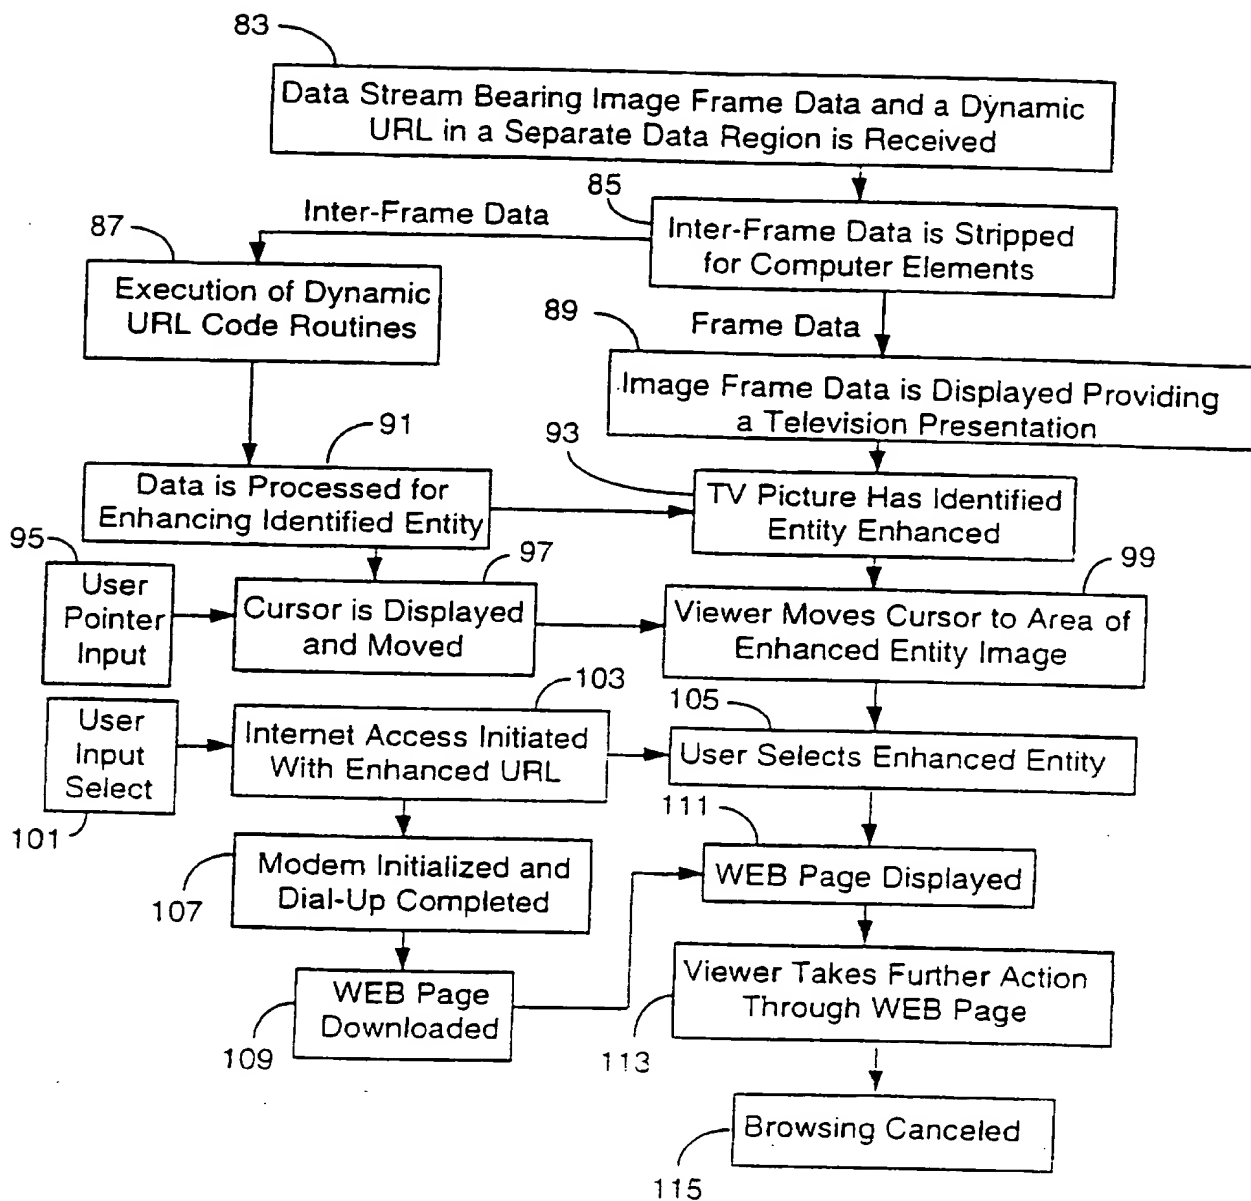 83
Data Stream Bearing Image Frame Data and a Dynamic
URL in a Separate Data Region is Received
85
Inter-Frame Data
87
Inter-Frame Data is Stripped
for Computer Elements
Execution of Dynamic
URL Code Routines
89
Frame Data
Image Frame Data is Displayed Providing
a Television Presentation
91
93
Data is Processed for
Enhancing Identified Entity
TV Picture Has Identified
Entity Enhanced
95
97
99
User
Pointer
Input
Cursor is Displayed
and Moved
Viewer Moves Cursor to Area of
Enhanced Entity Image
103
105
User
Input
Select
101
Internet Access Initiated
With Enhanced URL
User Selects Enhanced Entity
111
Modem Initialized and
Dial-Up Completed
107
WEB Page Displayed
WEB Page
Downloaded
109
Viewer Takes Further Action
Through WEB Page
113
Browsing Canceled
115